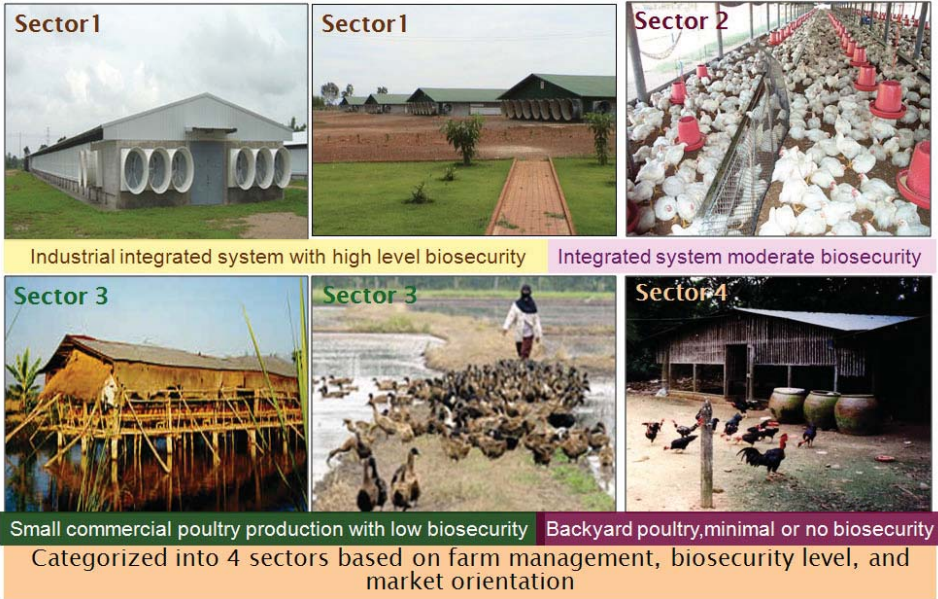 Sector1
Sector1
Sector 2
Industrial integrated system with high level biosecurity
Integrated system moderate biosecurity
Sector 3
Sector 3
Sector 4
Small commercial poultry production with low biosecurity
Backyard poultry,minimal or no biosecurity
Categorized into 4 sectors based on farm management, biosecurity level, and
market orientation